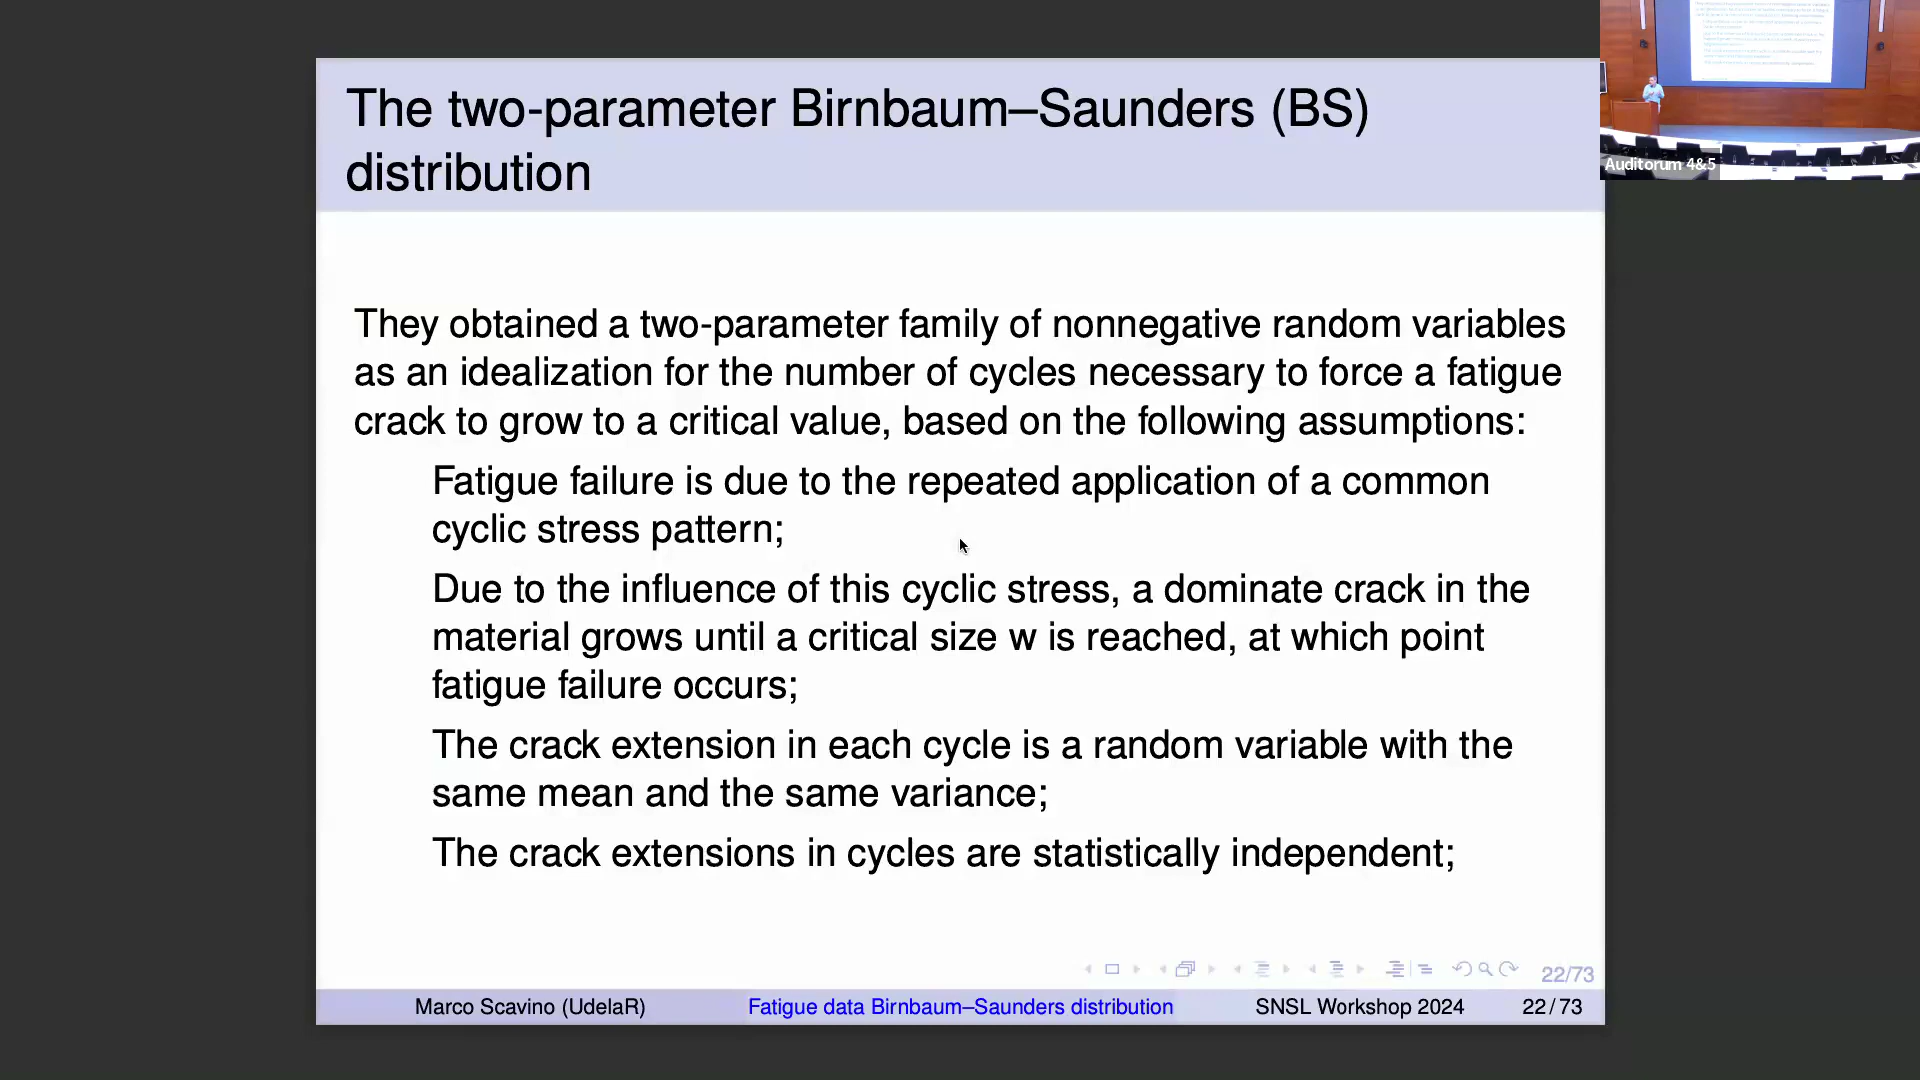 The two-parameter Birnbaum–Saunders (BS)
distribution
Auditorum 4&5
They obtained a two-parameter family of nonnegative random variables
as an idealization for the number of cycles necessary to force a fatigue
crack to grow to a critical value, based on the following assumptions:
Fatigue failure is due to the repeated application of a common
cyclic stress pattern;
Due to the influence of this cyclic stress, a dominate crack in the
material grows until a critical size w is reached, at which point
fatigue failure occurs;
The crack extension in each cycle is a random variable with the
same mean and the same variance;
The crack extensions in cycles are statistically independent;
22/73
Marco Scavino (UdelaR) Fatigue data Birnbaum–Saunders distribution SNSL Workshop 2024 22/73